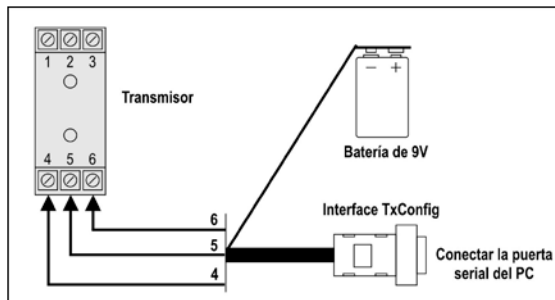 1 2 3
Transmisor
4 5 6
− +
Batería de 9V
6
5
4
Interface TxConfig
Conectar la puerta
serial del PC